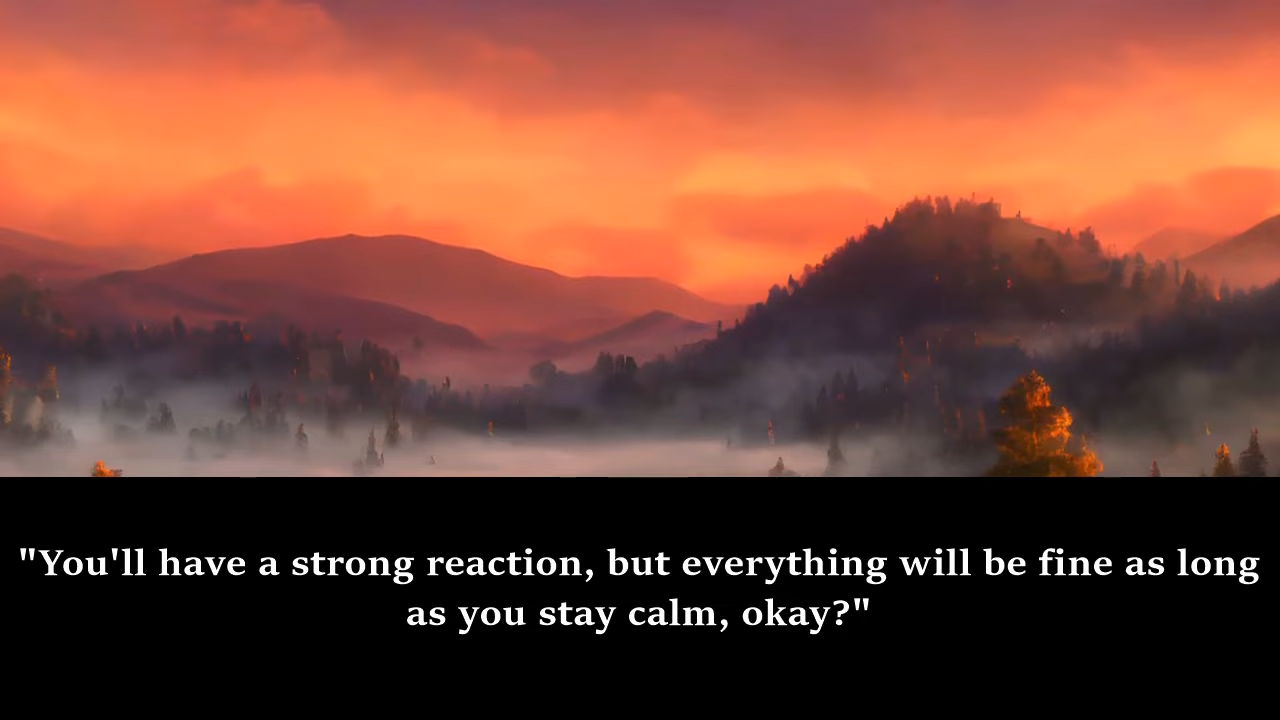 "You'll have a strong reaction, but everything will be fine as long
as you stay calm, okay?"